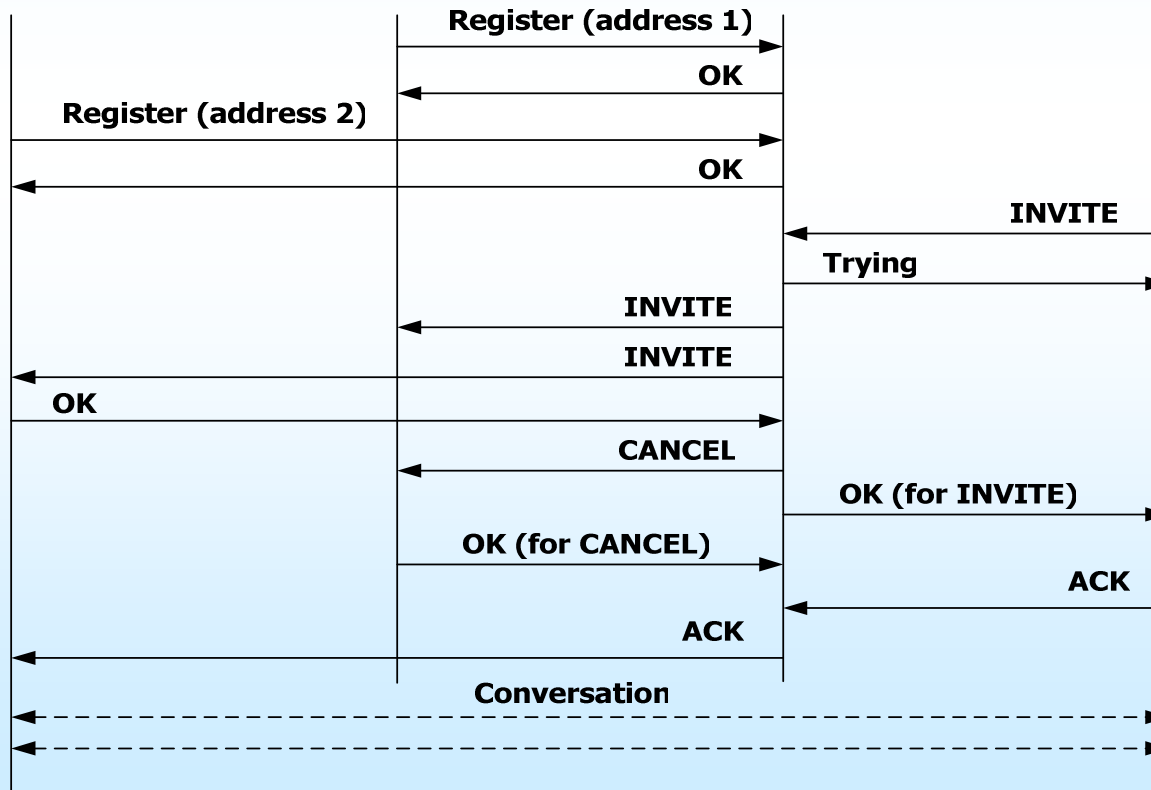 Register (address 1)
OK
Register (address 2)
OK
INVITE
Trying
INVITE
INVITE
OK
CANCEL
OK (for INVITE)
OK (for CANCEL)
ACK
ACK
Conversation